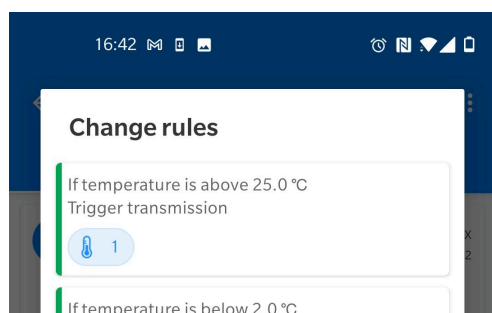 16:42
Change rules
If temperature is above 25.0 °C
Trigger transmission
1
X
2
If temperature is below 2.0 °C